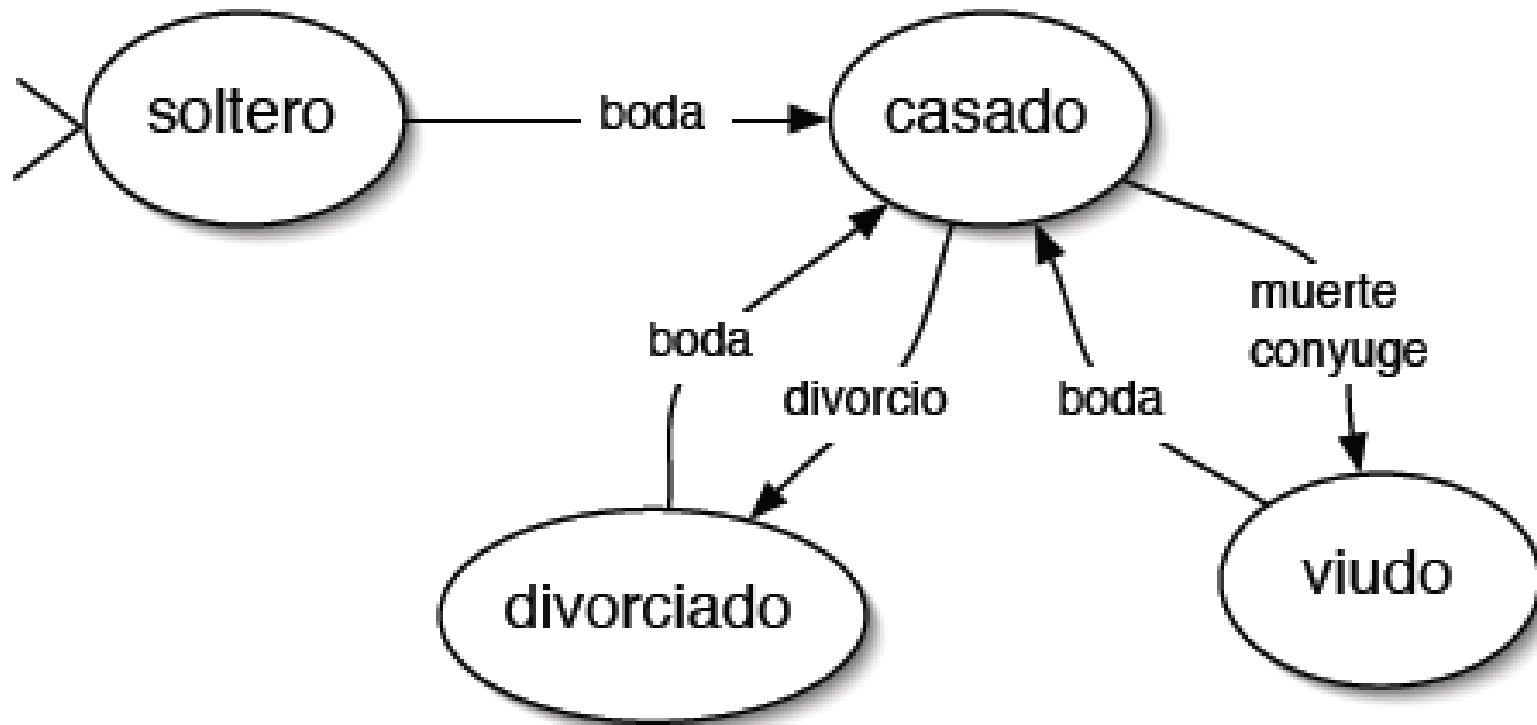 soltero
boda
casado
boda
divorcio
boda
muerte
conyuge
divorciado
viudo